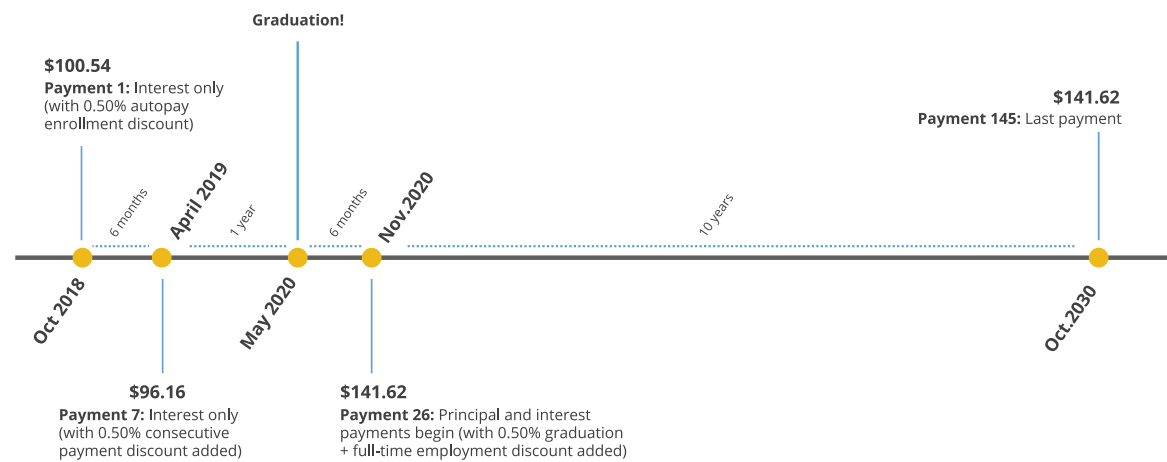 Graduation!
$100.54
Payment 1: Interest only
(with 0.50% autopay
enrollment discount)
$141.62
Payment 145: Last payment
6 months
April 2019
1 year
6 months
Nov.2020
10 years
Oct 2018
May 2020
Oct.2030
$96.16
Payment 7: Interest only
(with 0.50% consecutive
payment discount added)
$141.62
Payment 26: Principal and interest
payments begin (with 0.50% graduation
+ full-time employment discount added)